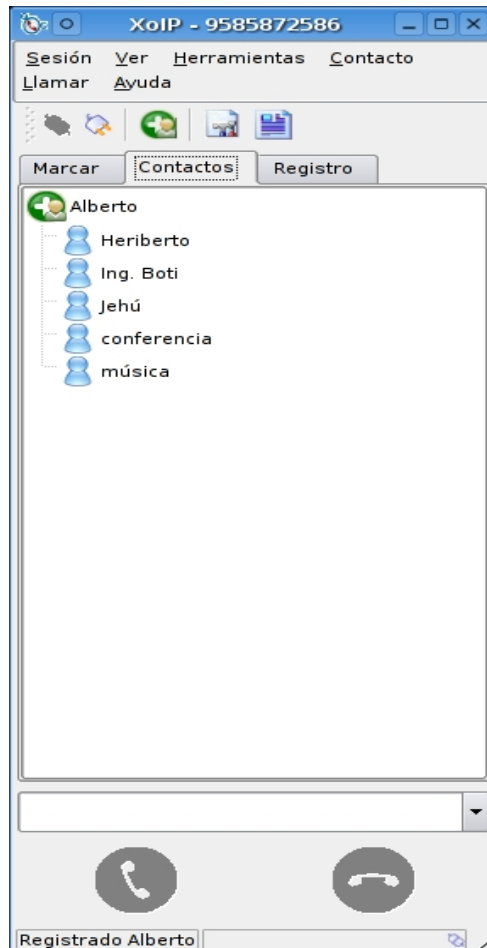 XoIP - 9585872586
Sesión Ver Herramientas Contacto
Llamar Ayuda
Marcar Contactos Registro
Alberto
Heriberto
Ing. Boti
Jehú
conferencia
música
Registrado Alberto